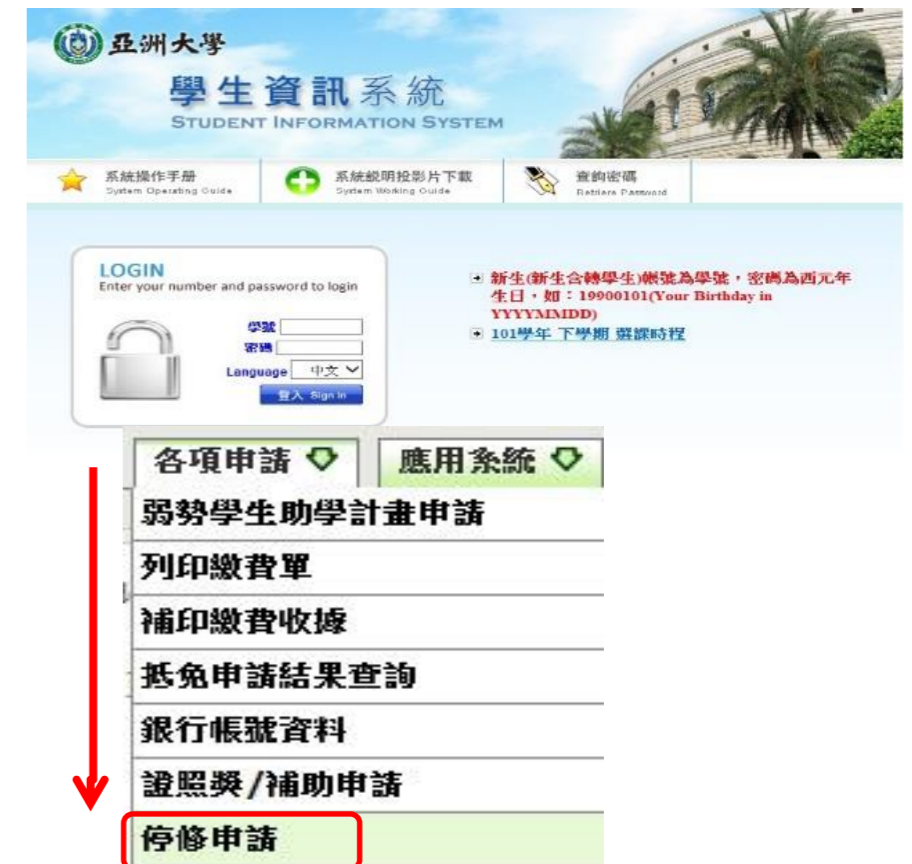 亞洲大學
學生資訊系統
STUDENT INFORMATION SYSTEM
系統操作手册
System Operating Guide
系統說明投影片下載
System Working Guide
查詢密碼
Retriere Password
LOGIN
Enter your number and password to login
學號
密碼
Language 中文
登入 Sign in
新生(新生含轉學生)帳號為學號，密碼為西元年
生日，如：19900101(Your Birthday in
YYYYMMDD)
101學年 下學期 選課時程
各項申請 應用系統
弱勢學生助學計畫申請
列印繳費單
補印繳費收據
抵免申請結果查詢
銀行帳號資料
證照獎/補助申請
停修申請